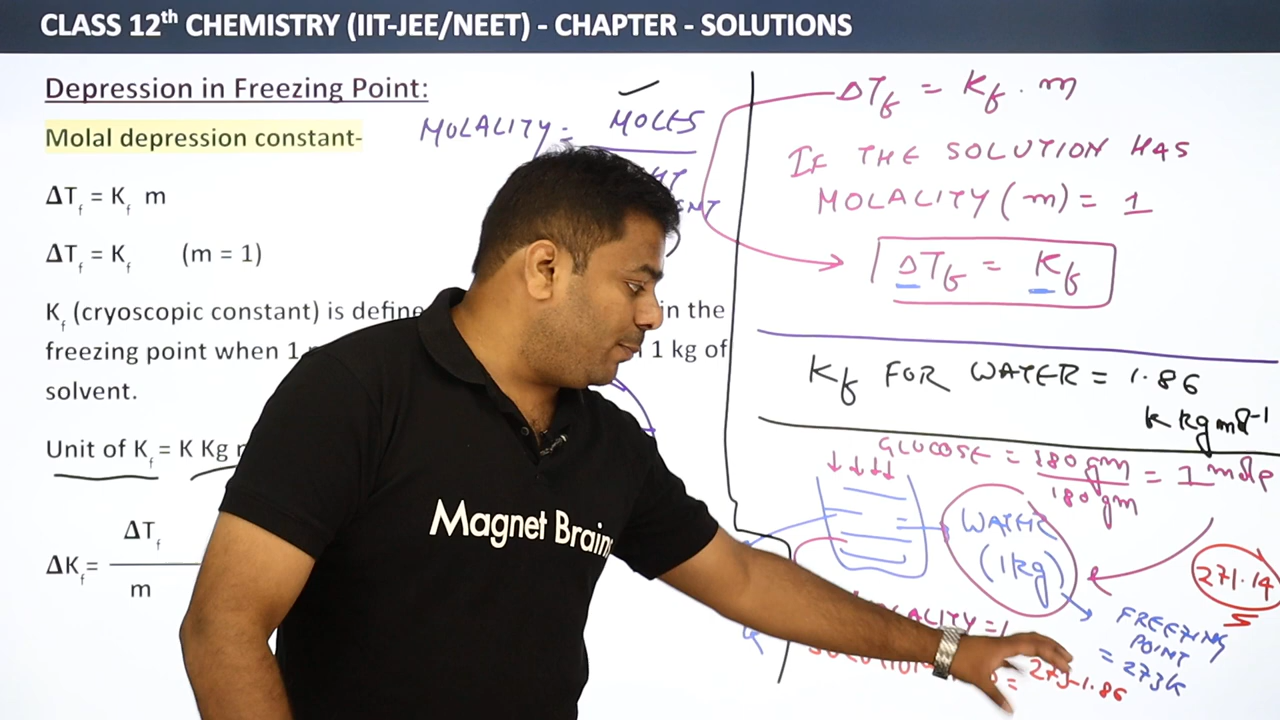 CLASS 12th CHEMISTRY (IIT-JEE/NEET) - CHAPTER - SOLUTIONS
Depression in Freezing Point:
Molal depression constant-
ΔTf = Kf m
ΔTf = Kf (m = 1)
Kf (cryoscopic constant) is define in the
freezing point when 1 1 kg of
solvent.
Unit of Kf = K Kg
ΔKf = ΔTf / m
MOLALITY = MOLES
Magnet Brain
ΔTf = Kf . m
IF THE SOLUTION HAS
MOLALITY (m) = 1
ΔTf = Kf
Kf FOR WATER = 1.86
K Kg mol-1
GLUCOSE = 180 gm / 180 gm = 1 mole
WATER
(1kg)
271.14
FREEZING
POINT
= 273K
= 1
= 273-1.86